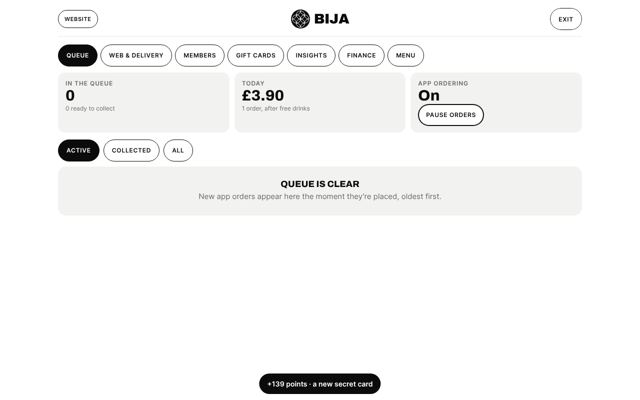 WEBSITE
BIJA
EXIT
QUEUE
WEB & DELIVERY
MEMBERS
GIFT CARDS
INSIGHTS
FINANCE
MENU
IN THE QUEUE
0
0 ready to collect
TODAY
£3.90
1 order, after free drinks
APP ORDERING
On
PAUSE ORDERS
ACTIVE
COLLECTED
ALL
QUEUE IS CLEAR
New app orders appear here the moment they're placed, oldest first.
+139 points · a new secret card